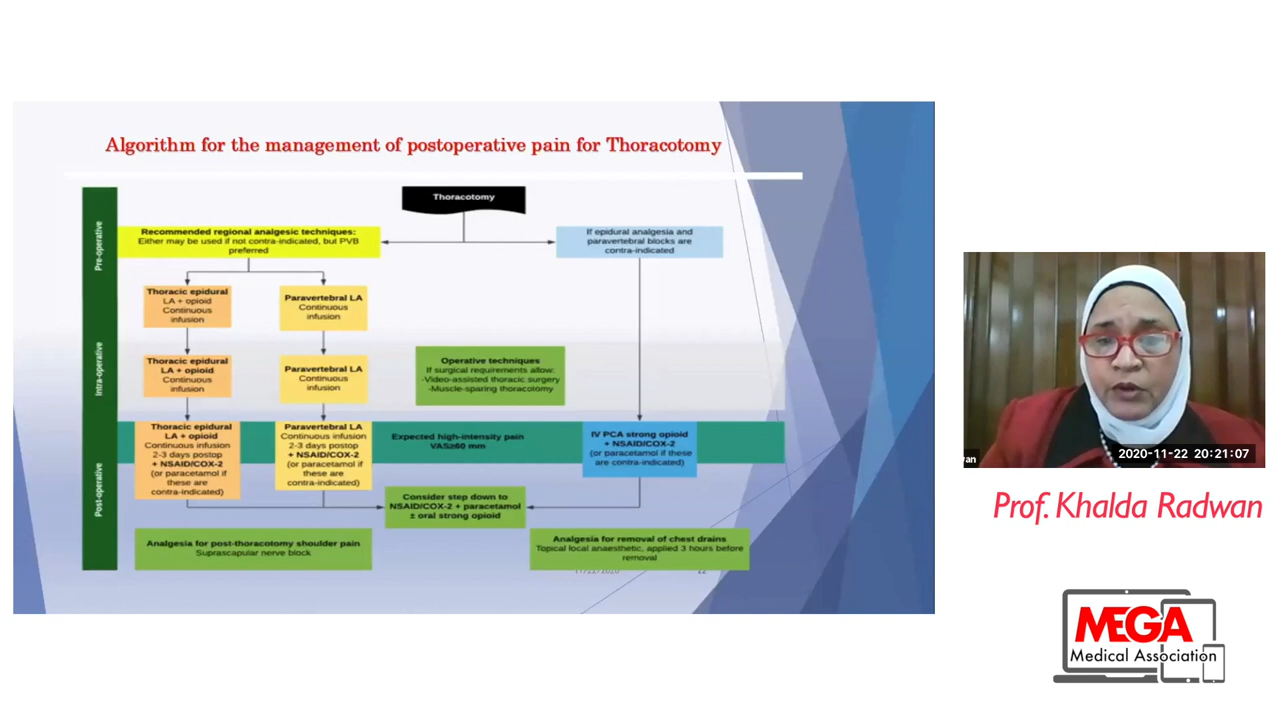 Algorithm for the management of postoperative pain for Thoracotomy
Thoracotomy
Pre-operative
Recommended regional analgesic techniques:
Either may be used if not contra-indicated, but PVB
preferred
If epidural analgesia and
paravertebral blocks are
contra-indicated
Thoracic epidural
LA + opioid
Continuous
infusion
Paravertebral LA
Continuous
infusion
Intra-operative
Thoracic epidural
LA + opioid
Continuous
infusion
Paravertebral LA
Continuous
infusion
Operative techniques
If surgical requirements allow:
-Video-assisted thoracic surgery
-Muscle-sparing thoracotomy
Post-operative
Thoracic epidural
LA + opioid
Continuous infusion
2-3 days postop
+ NSAID/COX-2
(or paracetamol if
these are
contra-indicated)
Paravertebral LA
Continuous infusion
2-3 days postop
+ NSAID/COX-2
(or paracetamol if
these are
contra-indicated)
Expected high-intensity pain
VAS≥60 mm
IV PCA strong opioid
+ NSAID/COX-2
(or paracetamol if these
are contra-indicated)
Consider step down to
NSAID/COX-2 + paracetamol
± oral strong opioid
Analgesia for post-thoracotomy shoulder pain
Suprascapular nerve block
Analgesia for removal of chest drains
Topical local anaesthetic, applied 3 hours before
removal
22
2020-11-22 20:21:07
Prof. Khalda Radwan
MEGA
Medical Association